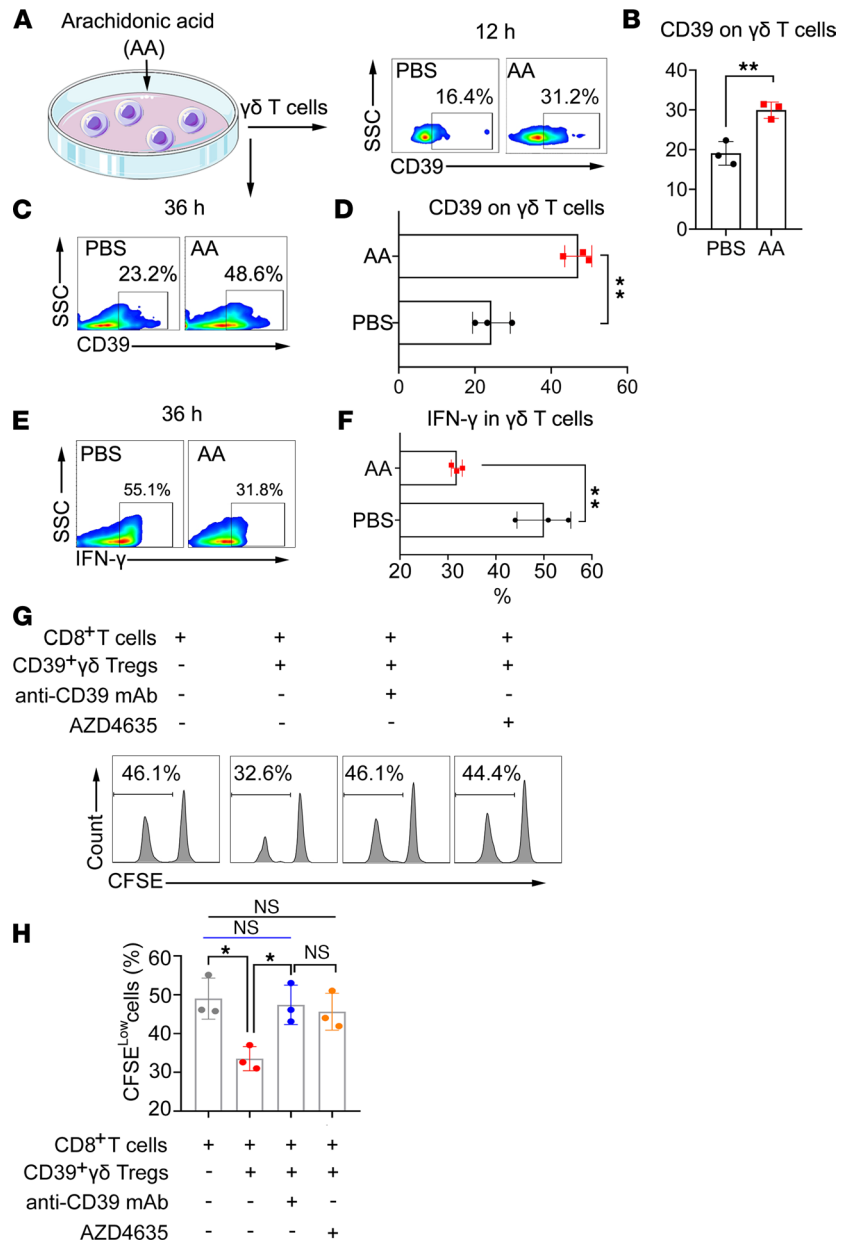 A
Arachidonic acid
(AA)
γδ T cells
12 h
PBS
16.4%
AA
31.2%
SSC
CD39
B
CD39 on γδ T cells
**
40
30
20
10
0
PBS
AA
C
36 h
PBS
23.2%
AA
48.6%
SSC
CD39
D
CD39 on γδ T cells
AA
PBS
**
0
20
40
60
E
36 h
PBS
55.1%
AA
31.8%
SSC
IFN-γ
F
IFN-γ in γδ T cells
AA
PBS
**
20
30
40
50
60
%
G
CD8⁺T cells + + + +
CD39⁺γδ Tregs - + + +
anti-CD39 mAb - - + -
AZD4635 - - - +
46.1%
32.6%
46.1%
44.4%
Count
CFSE
H
NS
NS
* * NS
CFSE^Low cells (%)
60
50
40
30
20
CD8⁺T cells + + + +
CD39⁺γδ Tregs - + + +
anti-CD39 mAb - - + -
AZD4635 - - - +